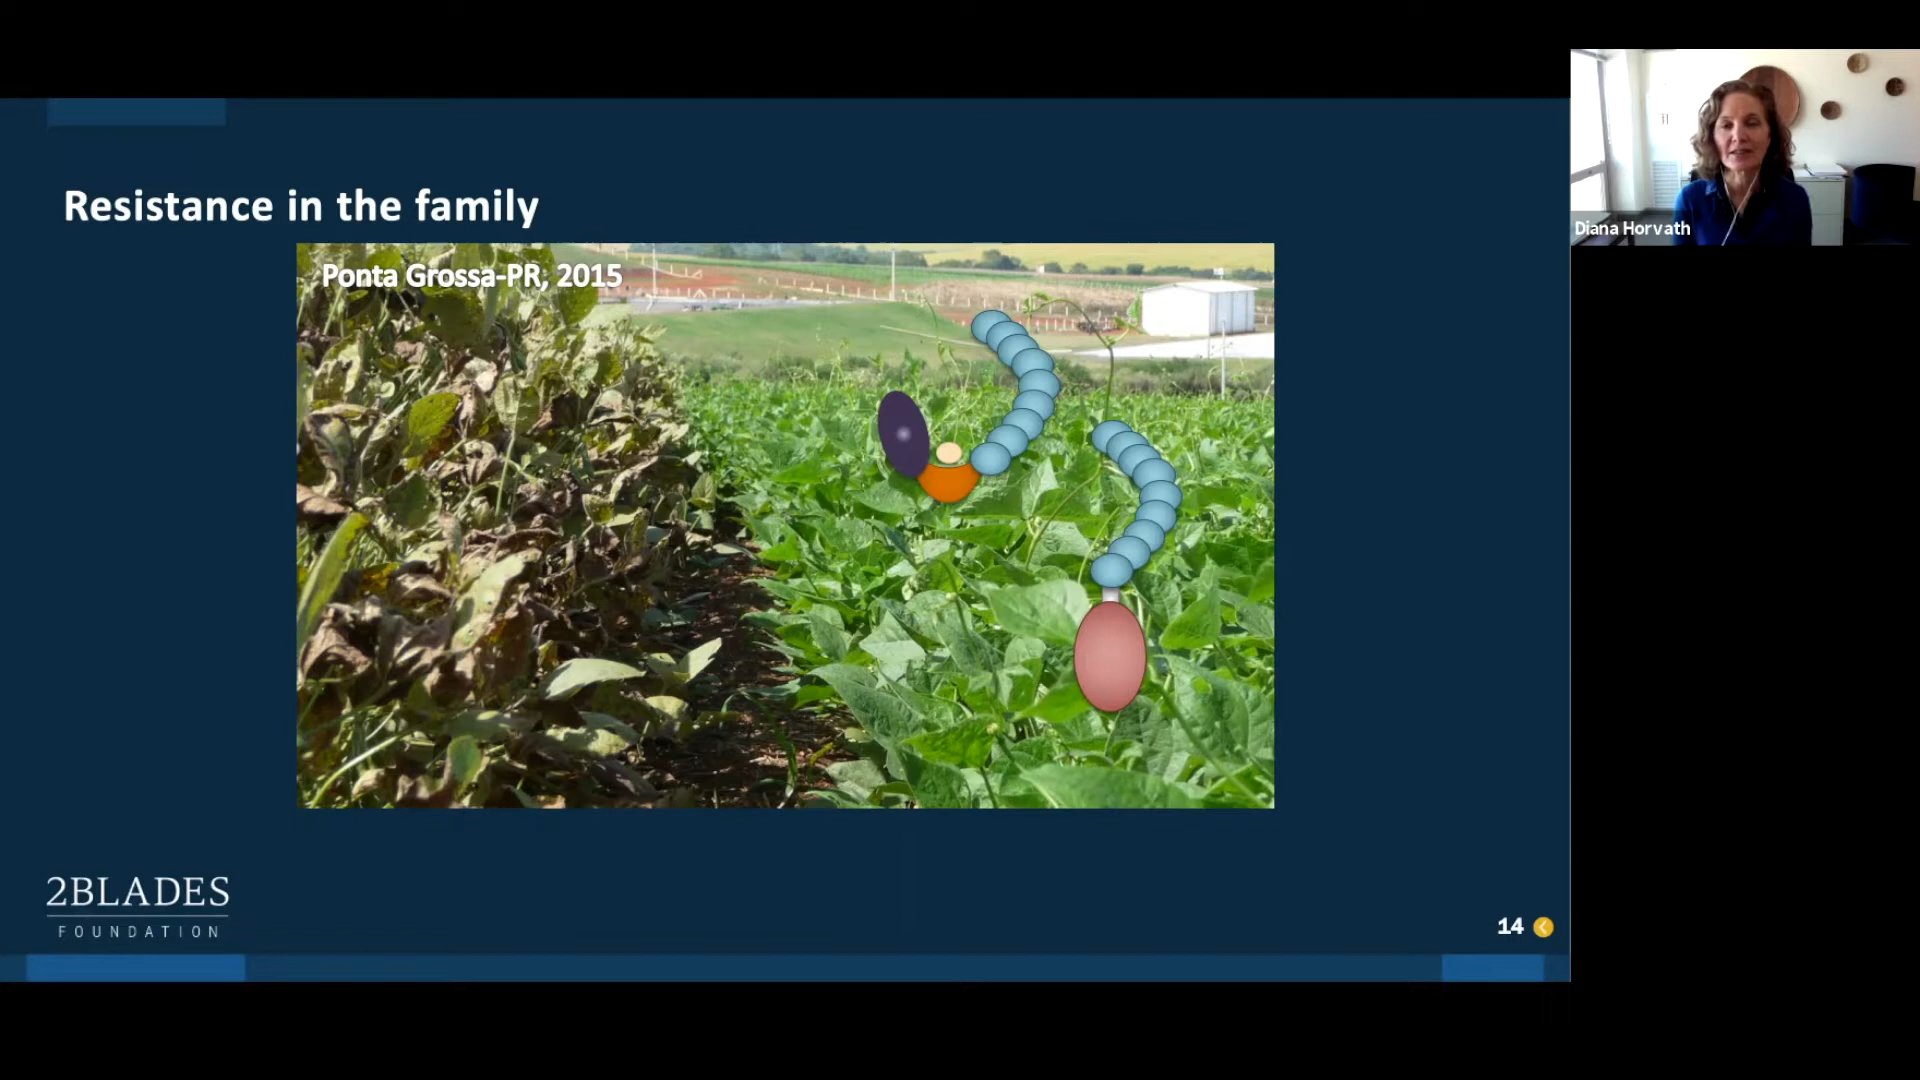 Resistance in the family
Ponta Grossa-PR, 2015
Diana Horvath
2BLADES
FOUNDATION
14